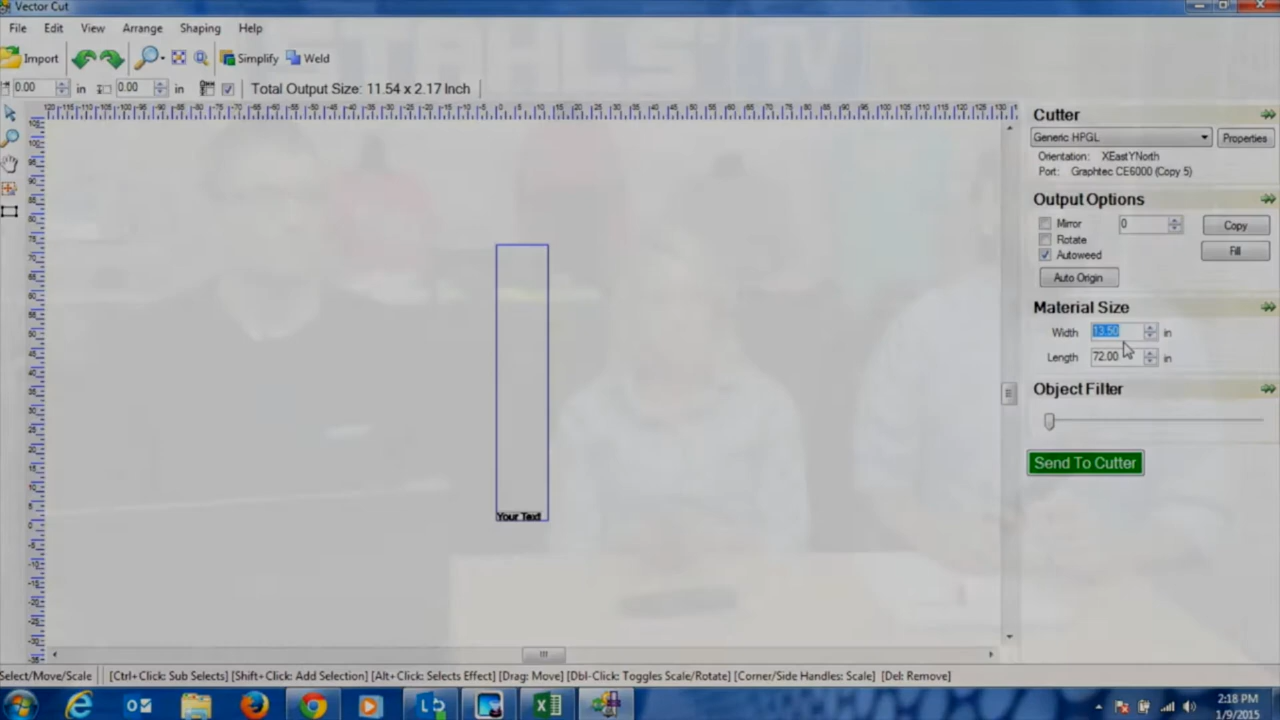 Vector Cut
File Edit View Arrange Shaping Help
Import Simplify Weld
0.00 in 0.00 in Total Output Size: 11.54 x 2.17 Inch
Cutter
Generic HPGL Properties
Orientation: XEastYNorth
Port: Graphtec CE6000 (Copy 5)
Output Options
Mirror 0 Copy
Rotate
Autoweed Fill
Auto Origin
Material Size
Width 13.50 in
Length 72.00 in
Object Filter
Send To Cutter
Your Text
Select/Move/Scale [Ctrl+Click: Sub Selects] [Shift+Click: Add Selection] [Alt+Click: Selects Effect] [Drag: Move] [Dbl-Click: Toggles Scale/Rotate] [Corner/Side Handles: Scale] [Del: Remove]
2:18 PM
1/9/2015